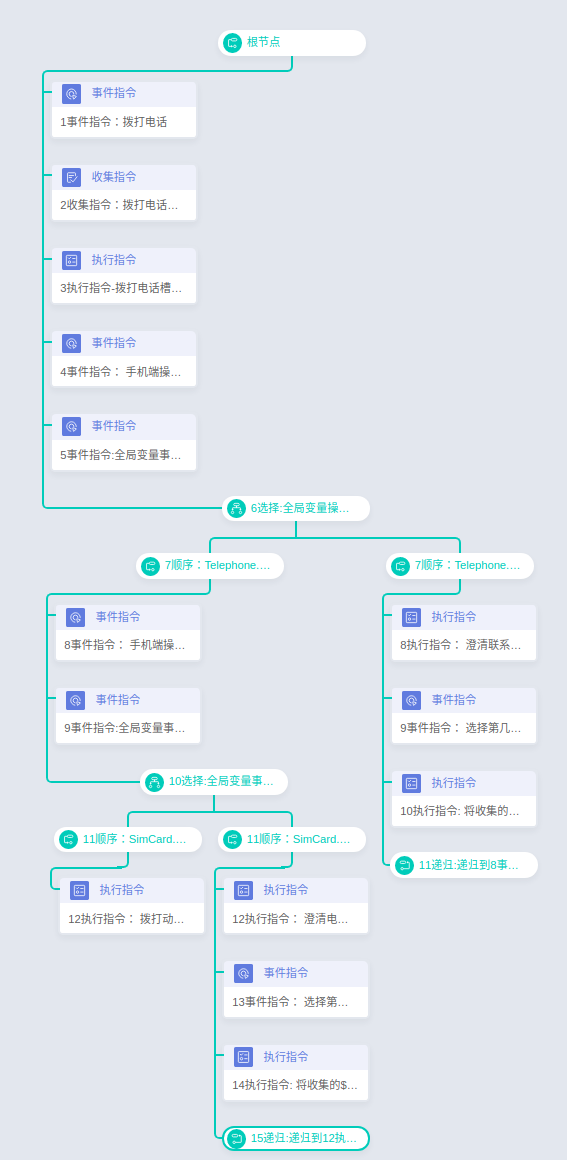 根节点
事件指令
1事件指令：拨打电话
收集指令
2收集指令：拨打电话…
执行指令
3执行指令-拨打电话槽…
事件指令
4事件指令： 手机端操…
事件指令
5事件指令:全局变量事…
6选择:全局变量操…
7顺序：Telephone.…
7顺序：Telephone.…
事件指令
8事件指令： 手机端操…
事件指令
9事件指令:全局变量事…
执行指令
8执行指令： 澄清联系…
事件指令
9事件指令： 选择第几…
执行指令
10执行指令: 将收集的…
11递归:递归到8事…
10选择:全局变量事…
11顺序：SimCard.…
11顺序：SimCard.…
执行指令
12执行指令： 拨打动…
执行指令
12执行指令： 澄清电…
事件指令
13事件指令： 选择第…
执行指令
14执行指令: 将收集的$…
15递归:递归到12执…